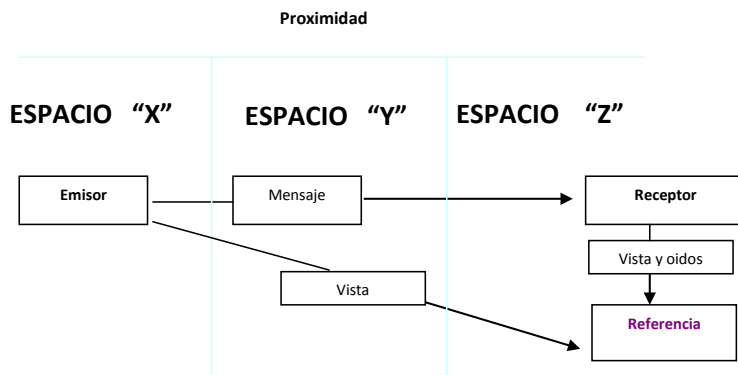 Proximidad
ESPACIO “X”
ESPACIO “Y”
ESPACIO “Z”
Emisor
Mensaje
Receptor
Vista y oidos
Vista
Referencia